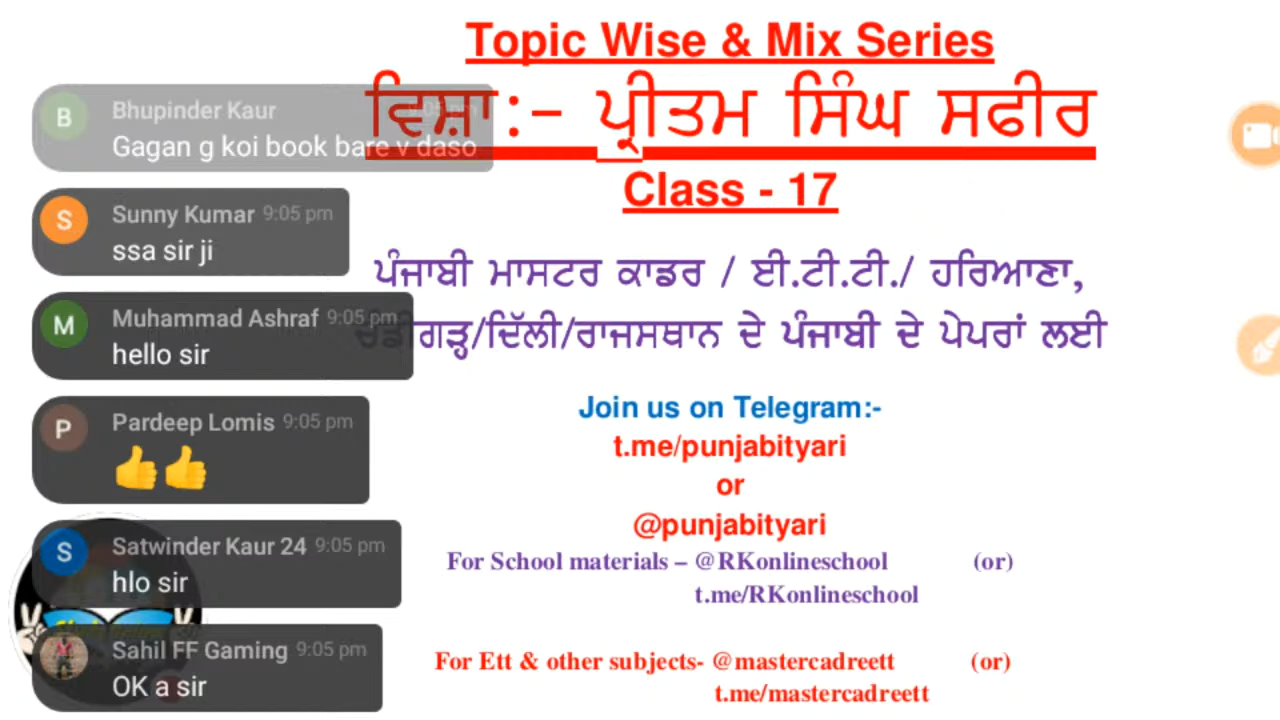 Topic Wise & Mix Series
ਵਿਸ਼ਾ:- ਪ੍ਰੀਤਮ ਸਿੰਘ ਸਫੀਰ
Class - 17
ਪੰਜਾਬੀ ਮਾਸਟਰ ਕਾਡਰ / ਈ.ਟੀ.ਟੀ./ ਹਰਿਆਣਾ,
ਚੰਡੀਗੜ੍ਹ/ਦਿੱਲੀ/ਰਾਜਸਥਾਨ ਦੇ ਪੰਜਾਬੀ ਦੇ ਪੇਪਰਾਂ ਲਈ
Join us on Telegram:-
t.me/punjabityari
or
@punjabityari
For School materials – @RKonlineschool (or)
t.me/RKonlineschool
For Ett & other subjects- @mastercadreett (or)
t.me/mastercadreett
B
Bhupinder Kaur 9:05 pm
Gagan g koi book bare v daso
S
Sunny Kumar 9:05 pm
ssa sir ji
M
Muhammad Ashraf 9:05 pm
hello sir
P
Pardeep Lomis 9:05 pm
👍👍
S
Satwinder Kaur 24 9:05 pm
hlo sir
Sahil FF Gaming 9:05 pm
OK a sir